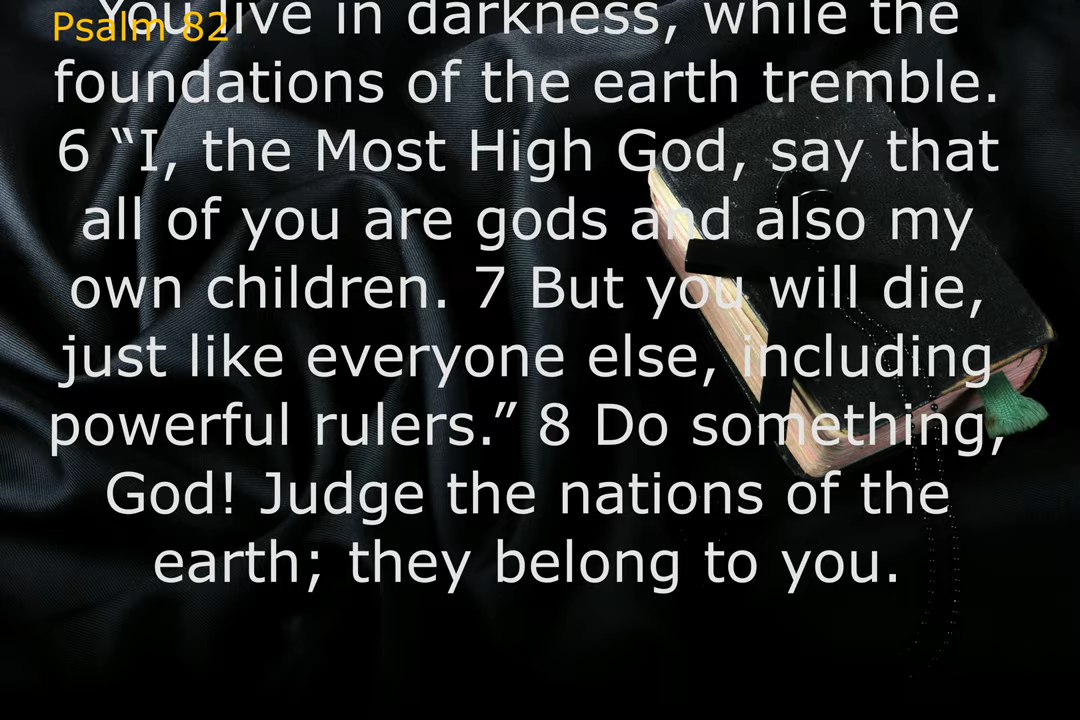 Psalm 82
You live in darkness, while the
foundations of the earth tremble.
6 “I, the Most High God, say that
all of you are gods and also my
own children. 7 But you will die,
just like everyone else, including
powerful rulers.” 8 Do something,
God! Judge the nations of the
earth; they belong to you.